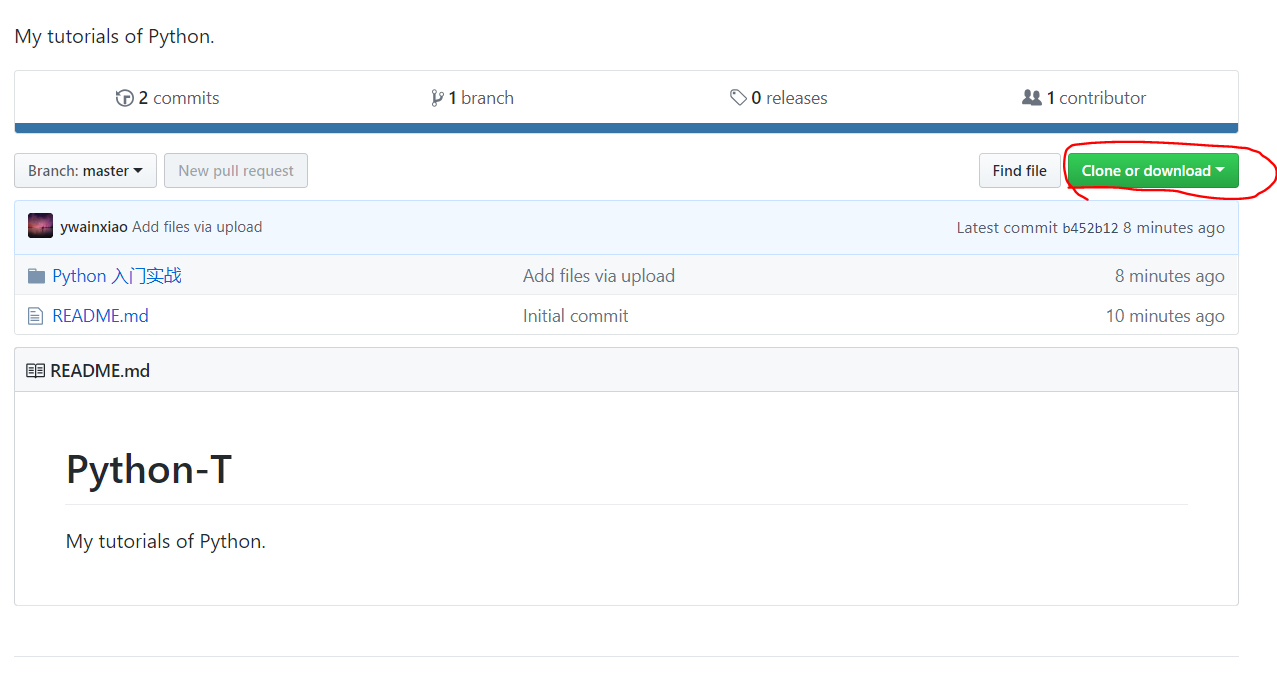 My tutorials of Python.
2 commits 1 branch 0 releases 1 contributor
Branch: master New pull request Find file Clone or download
ywainxiao Add files via upload Latest commit b452b12 8 minutes ago
Python 入门实战 Add files via upload 8 minutes ago
README.md Initial commit 10 minutes ago
README.md
Python-T
My tutorials of Python.